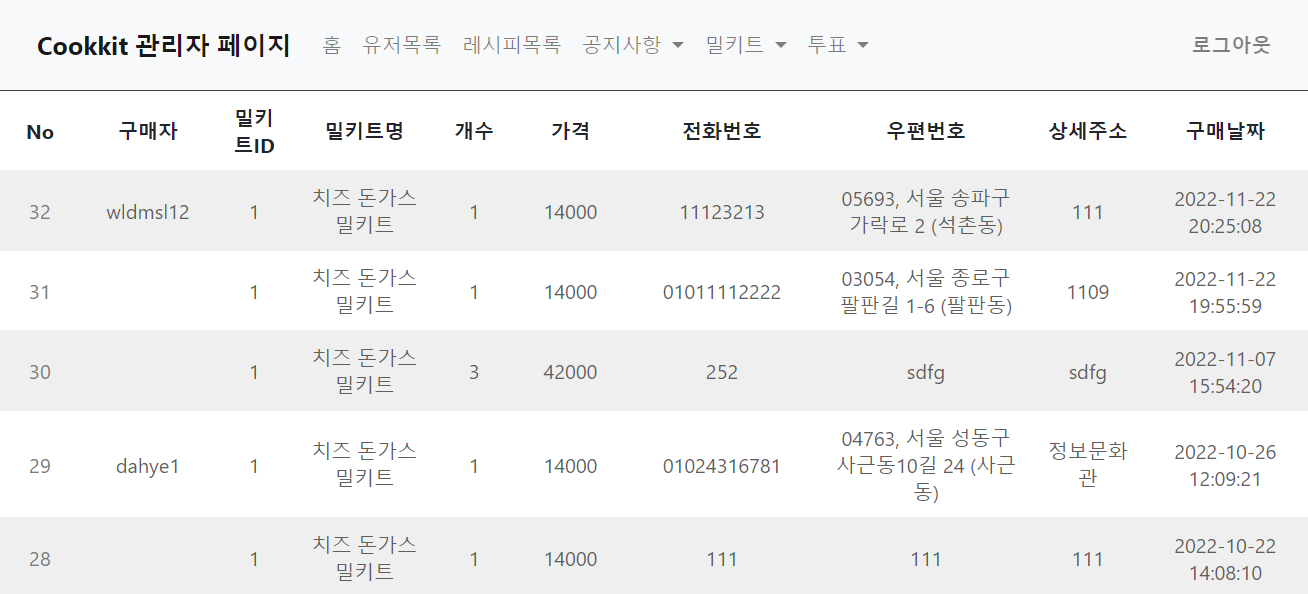 Cookkit 관리자 페이지 홈 유저목록 레시피목록 공지사항 밀키트 투표 로그아웃
No 구매자 밀키트ID 밀키트명 개수 가격 전화번호 우편번호 상세주소 구매날짜
32 wldmsl12 1 치즈 돈가스 밀키트 1 14000 11123213 05693, 서울 송파구 가락로 2 (석촌동) 111 2022-11-22 20:25:08
31 1 치즈 돈가스 밀키트 1 14000 01011112222 03054, 서울 종로구 팔판길 1-6 (팔판동) 1109 2022-11-22 19:55:59
30 1 치즈 돈가스 밀키트 3 42000 252 sdfg sdfg 2022-11-07 15:54:20
29 dahye1 1 치즈 돈가스 밀키트 1 14000 01024316781 04763, 서울 성동구 사근동10길 24 (사근동) 정보문화관 2022-10-26 12:09:21
28 1 치즈 돈가스 밀키트 1 14000 111 111 111 2022-10-22 14:08:10